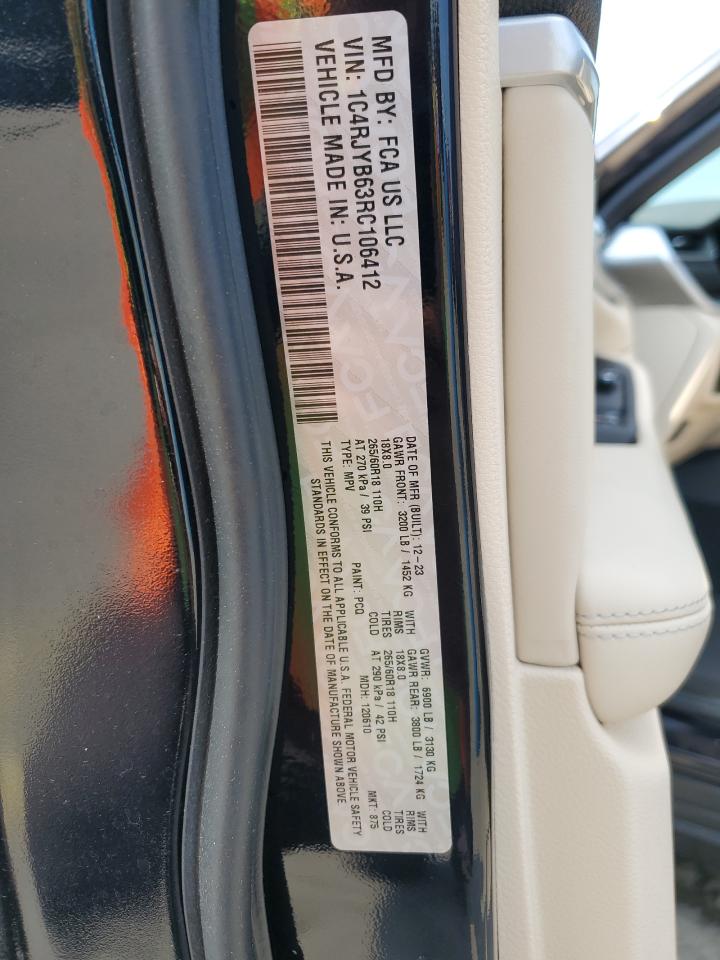 MFD BY: FCA US LLC
VIN: 1C4RJYB63RC106412
VEHICLE MADE IN: U.S.A.
DATE OF MFR (BUILT): 12-23 GVWR: 6900 LB / 3130 KG
GAWR FRONT: 3200 LB / 1452 KG WITH GAWR REAR: 3800 LB / 1724 KG WITH
18X8.0 RIMS 18X8.0 RIMS
265/60R18 110H TIRES 265/60R18 110H TIRES
AT 270 kPa / 39 PSI COLD AT 290 kPa / 42 PSI COLD
TYPE: MPV PAINT: PCQ MDH: 120610 MKT: 875
THIS VEHICLE CONFORMS TO ALL APPLICABLE U.S.A. FEDERAL MOTOR VEHICLE SAFETY
STANDARDS IN EFFECT ON THE DATE OF MANUFACTURE SHOWN ABOVE